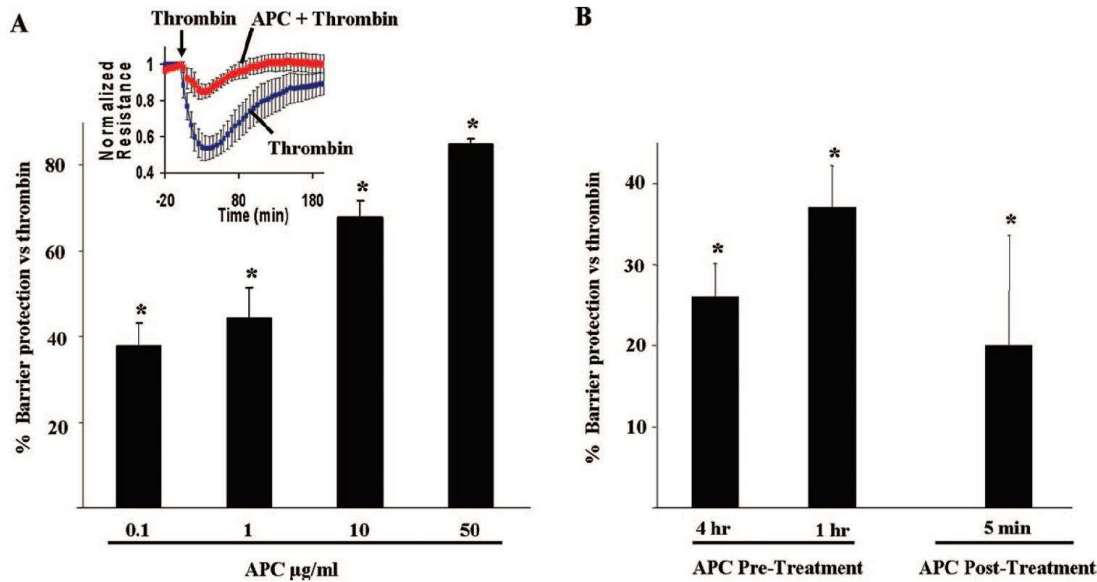 A
Thrombin
APC + Thrombin
Normalized
Resistance
1
0.8
0.6
0.4
-20
80
180
Time (min)
Thrombin
% Barrier protection vs thrombin
80
60
40
20
*
*
*
*
0.1
1
10
50
APC µg/ml
B
% Barrier protection vs thrombin
40
30
20
10
*
*
*
4 hr
1 hr
5 min
APC Pre-Treatment
APC Post-Treatment